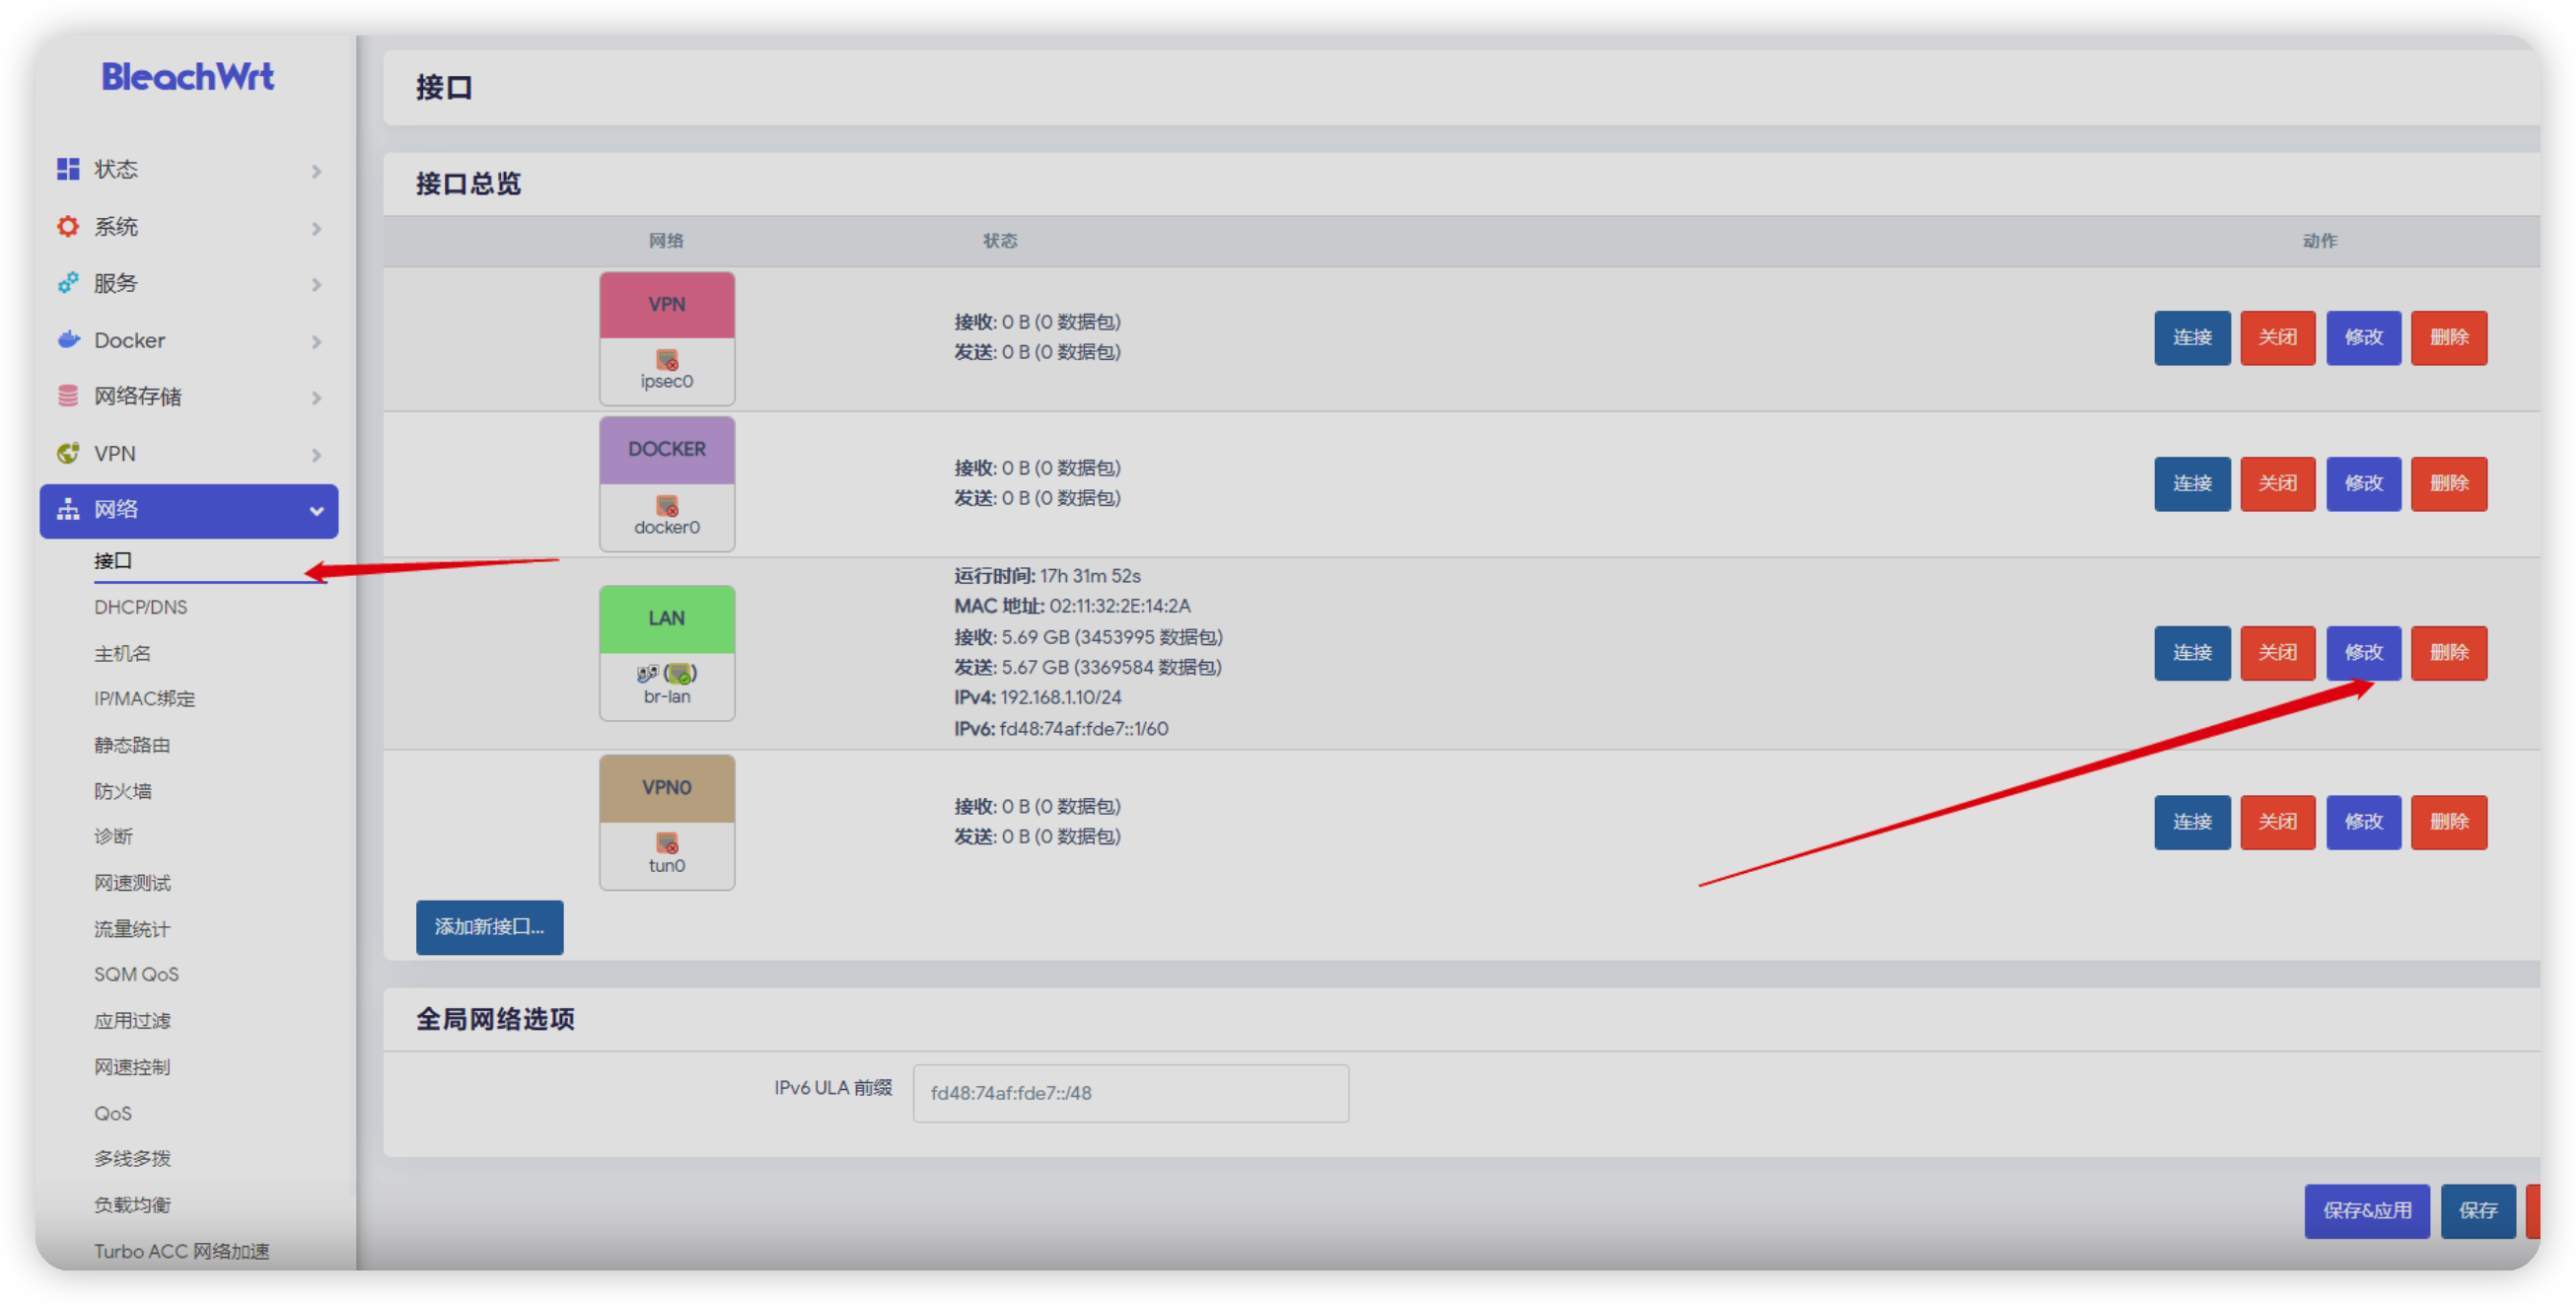 BleachWrt
状态
系统
服务
Docker
网络存储
VPN
网络
接口
DHCP/DNS
主机名
IP/MAC绑定
静态路由
防火墙
诊断
网速测试
流量统计
SQM QoS
应用过滤
网速控制
QoS
多线多拨
负载均衡
Turbo ACC 网络加速
接口
接口总览
网络 状态 动作
VPN
ipsec0
接收: 0 B (0 数据包)
发送: 0 B (0 数据包)
连接 关闭 修改 删除
DOCKER
docker0
接收: 0 B (0 数据包)
发送: 0 B (0 数据包)
连接 关闭 修改 删除
LAN
( )
br-lan
运行时间: 17h 31m 52s
MAC 地址: 02:11:32:2E:14:2A
接收: 5.69 GB (3453995 数据包)
发送: 5.67 GB (3369584 数据包)
IPv4: 192.168.1.10/24
IPv6: fd48:74af:fde7::1/60
连接 关闭 修改 删除
VPN0
tun0
接收: 0 B (0 数据包)
发送: 0 B (0 数据包)
连接 关闭 修改 删除
添加新接口...
全局网络选项
IPv6 ULA 前缀 fd48:74af:fde7::/48
保存&应用 保存